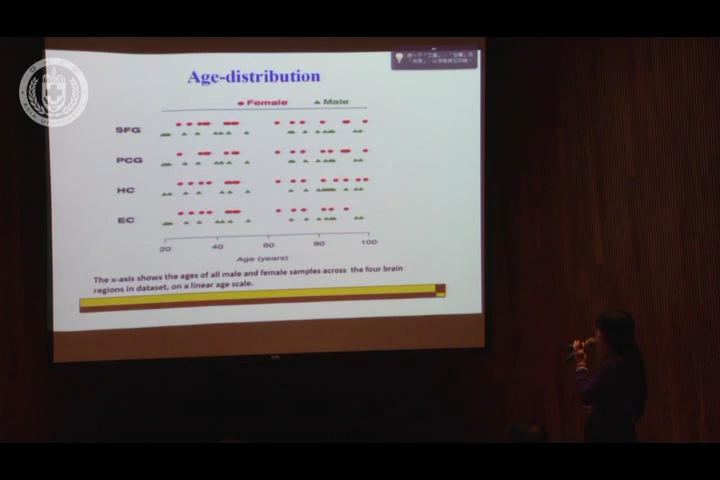 Age-distribution
Female Male
SFG
PCG
HC
EC
20 40 60 80 100
Age (years)
The x-axis shows the ages of all male and female samples across the four brain
regions in dataset, on a linear age scale.